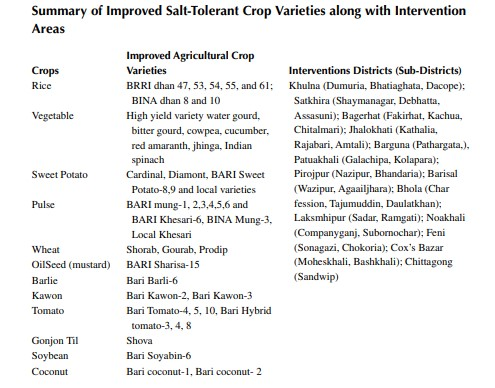 Summary of Improved Salt-Tolerant Crop Varieties along with Intervention
Areas
Crops
Improved Agricultural Crop
Varieties
Interventions Districts (Sub-Districts)
Rice
BRRI dhan 47, 53, 54, 55, and 61;
BINA dhan 8 and 10
Vegetable
High yield variety water gourd,
bitter gourd, cowpea, cucumber,
red amaranth, jhinga, Indian
spinach
Sweet Potato
Cardinal, Diamont, BARI Sweet
Potato-8,9 and local varieties
Pulse
BARI mung-1, 2,3,4,5,6 and
BARI Khesari-6, BINA Mung-3,
Local Khesari
Wheat
Shorab, Gourab, Prodip
OilSeed (mustard)
BARI Sharisa-15
Barlie
Bari Barli-6
Kawon
Bari Kawon-2, Bari Kawon-3
Tomato
Bari Tomato-4, 5, 10, Bari Hybrid
tomato-3, 4, 8
Gonjon Til
Shova
Soybean
Bari Soyabin-6
Coconut
Bari coconut-1, Bari coconut- 2
Khulna (Dumuria, Bhatiaghata, Dacope);
Satkhira (Shaymanagar, Debhatta,
Assasuni); Bagerhat (Fakirhat, Kachua,
Chitalmari); Jhalokhati (Kathalia,
Rajabari, Amtali); Barguna (Pathargata,),
Patuakhali (Galachipa, Kolapara);
Pirojpur (Nazipur, Bhandaria); Barisal
(Wazipur, Agaailjhara); Bhola (Char
fession, Tajumuddin, Daulatkhan);
Laksmhipur (Sadar, Ramgati); Noakhali
(Companyganj, Subornochar); Feni
(Sonagazi, Chokoria); Cox's Bazar
(Moheskhali, Bashkhali); Chittagong
(Sandwip)